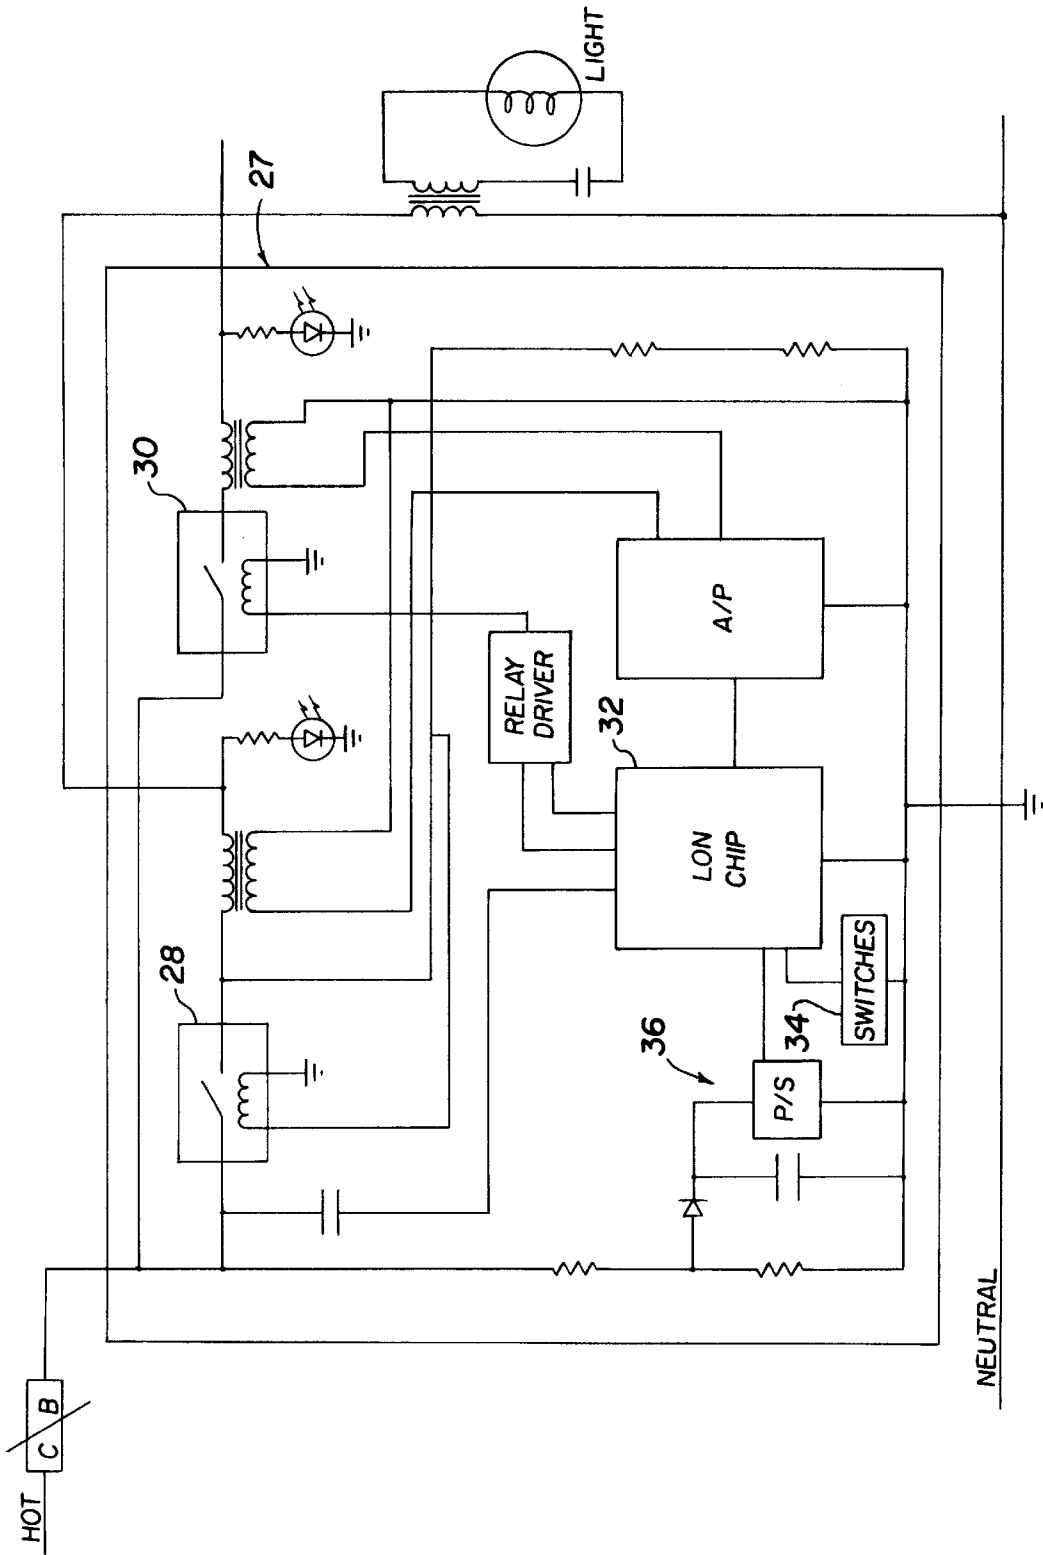 HOT
C B
27
28
30
LIGHT
RELAY
DRIVER
32
LON
CHIP
A/P
36
P/S
34
SWITCHES
NEUTRAL